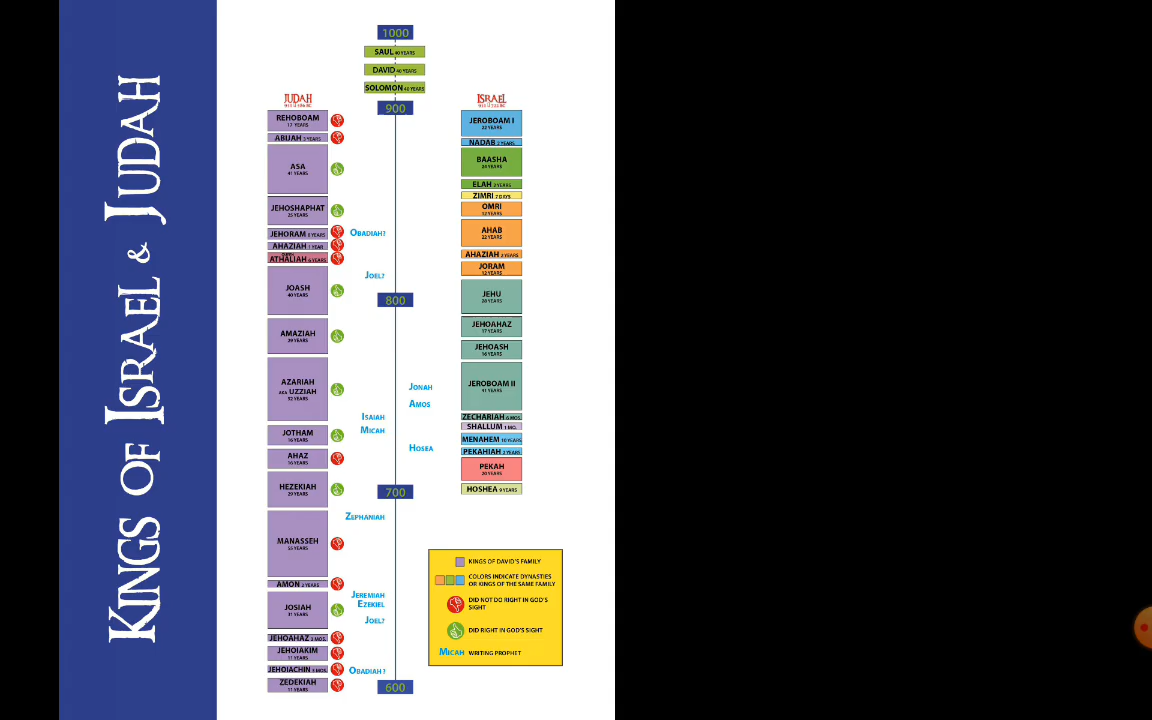 KINGS OF ISRAEL & JUDAH
1000
SAUL 40 YEARS
DAVID 40 YEARS
SOLOMON 40 YEARS
900
JUDAH
REHOBOAM
17 YEARS
ABIJAH 3 YEARS
ASA
41 YEARS
JEHOSHAPHAT
25 YEARS
JEHORAM 8 YEARS
AHAZIAH 1 YEAR
QUEEN
ATHALIAH 6 YEARS
JOASH
40 YEARS
AMAZIAH
29 YEARS
AZARIAH
AKA UZZIAH
52 YEARS
JOTHAM
16 YEARS
AHAZ
16 YEARS
HEZEKIAH
29 YEARS
MANASSEH
55 YEARS
AMON 2 YEARS
JOSIAH
31 YEARS
JEHOAHAZ 3 MOS.
JEHOIAKIM
11 YEARS
JEHOIACHIN 3 MOS.
ZEDEKIAH
11 YEARS
OBADIAH?
JOEL?
800
ISAIAH
MICAH
JONAH
AMOS
HOSEA
700
ZEPHANIAH
JEREMIAH
EZEKIEL
JOEL?
OBADIAH?
600
ISRAEL
JEROBOAM I
22 YEARS
NADAB 2 YEARS
BAASHA
24 YEARS
ELAH 2 YEARS
ZIMRI 7 DAYS
OMRI
12 YEARS
AHAB
22 YEARS
AHAZIAH 2 YEARS
JORAM
12 YEARS
JEHU
28 YEARS
JEHOAHAZ
17 YEARS
JEHOASH
16 YEARS
JEROBOAM II
41 YEARS
ZECHARIAH 6 MOS.
SHALLUM 1 MO.
MENAHEM 10 YEARS
PEKAHIAH 2 YEARS
PEKAH
20 YEARS
HOSHEA 9 YEARS
KINGS OF DAVID'S FAMILY
COLORS INDICATE DYNASTIES
OR KINGS OF THE SAME FAMILY
DID NOT DO RIGHT IN GOD'S
SIGHT
DID RIGHT IN GOD'S SIGHT
MICAH WRITING PROPHET